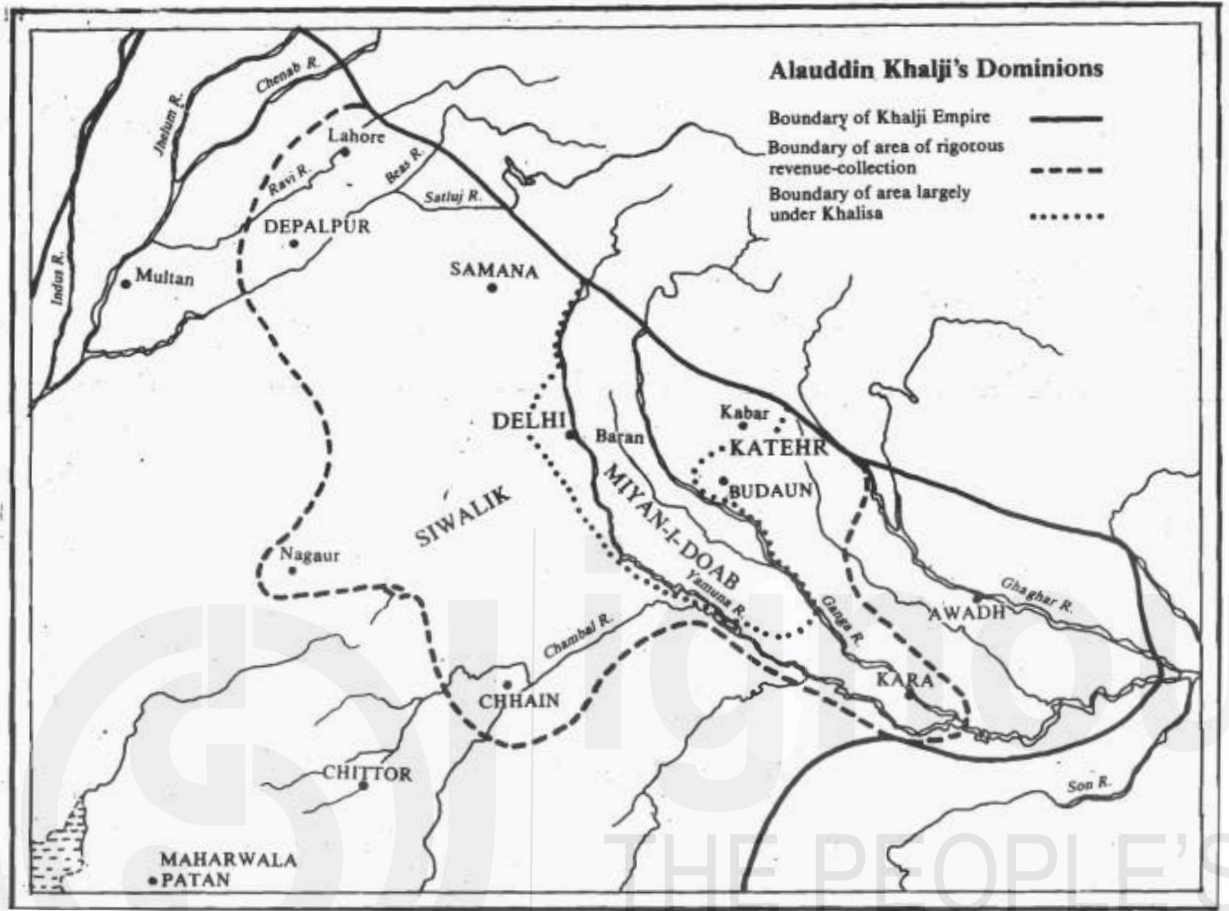 Alauddin Khalji's Dominions
Boundary of Khalji Empire
Boundary of area of rigorous
revenue-collection
Boundary of area largely
under Khalisa
Chenab R.
Jhelum R.
Lahore
Beas R.
Ravi R.
Satluj R.
DEPALPUR
Indus R.
Multan
SAMANA
DELHI
Baran
Kabar
KATEHR
BUDAUN
MIYAN-I-DOAB
SIWALIK
Nagaur
Yamuna R.
Ganga R.
Ghaghar R.
AWADH
Chambal R.
KARA
CHHAIN
CHITTOR
Son R.
MAHARWALA
PATAN
ignou
THE PEOPLE'S